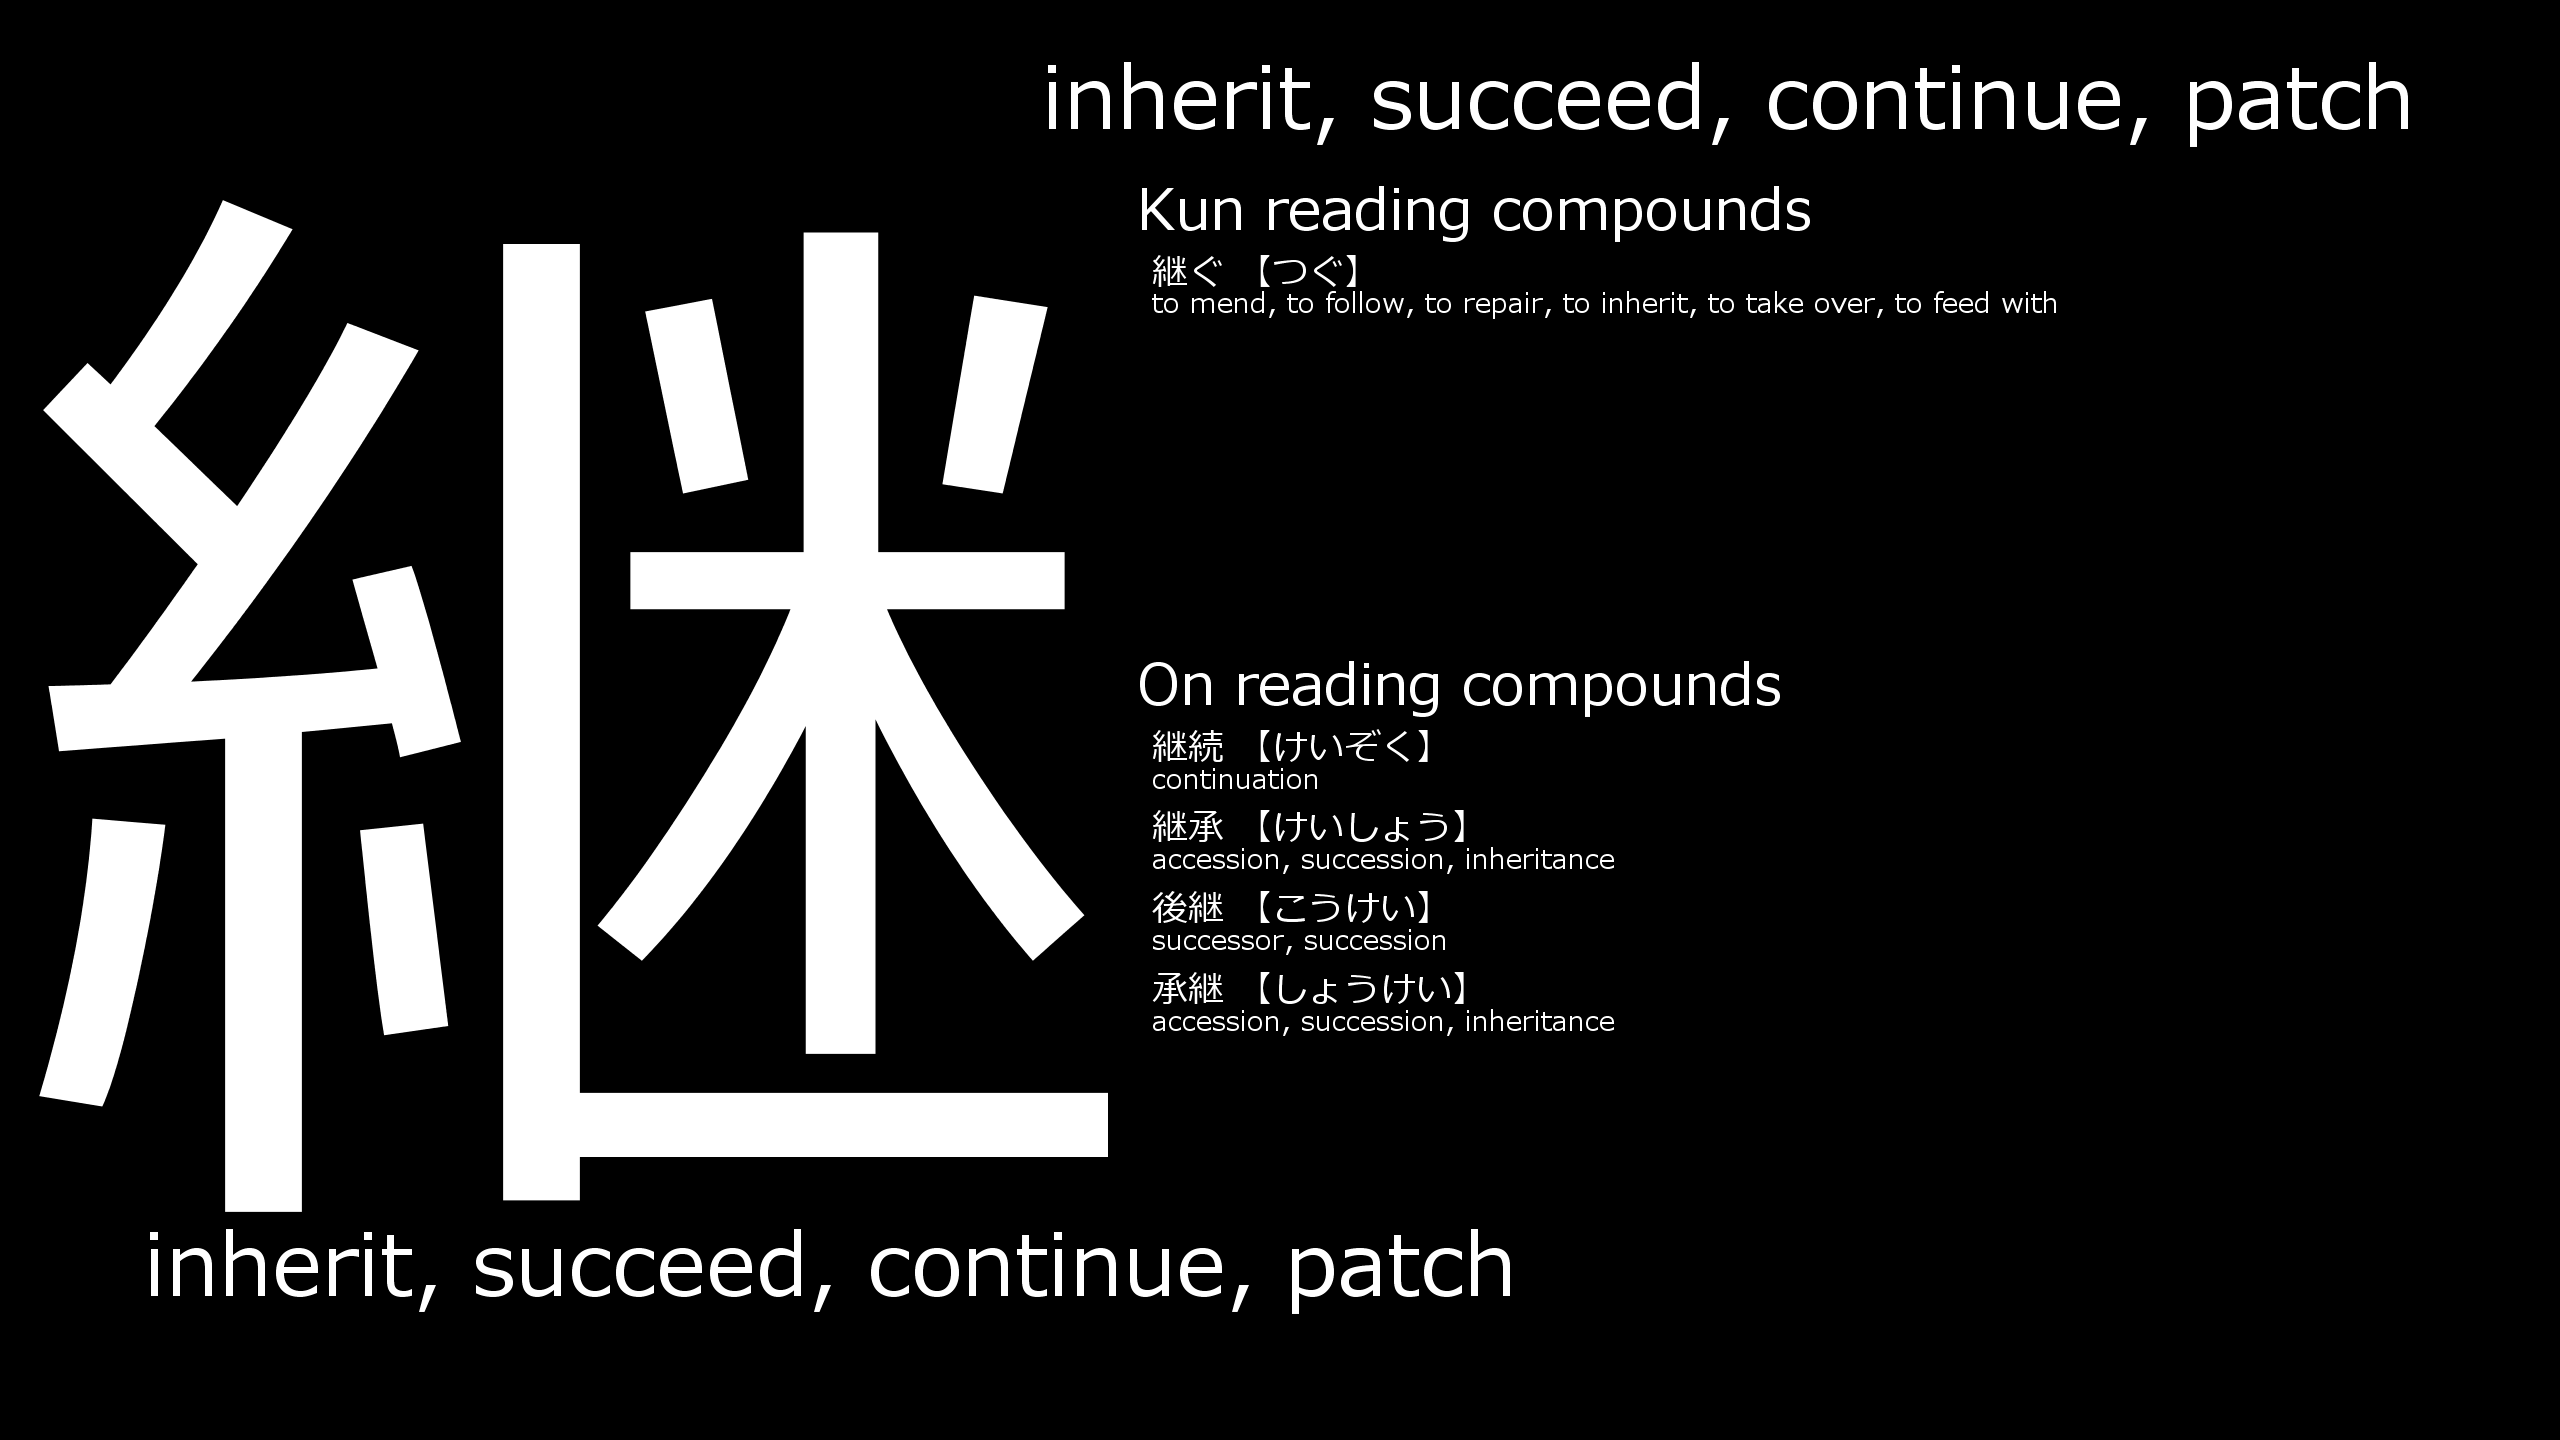 inherit, succeed, continue, patch
継
Kun reading compounds
継ぐ 【つぐ】
to mend, to follow, to repair, to inherit, to take over, to feed with
On reading compounds
継続 【けいぞく】
continuation
継承 【けいしょう】
accession, succession, inheritance
後継 【こうけい】
successor, succession
承継 【しょうけい】
accession, succession, inheritance
inherit, succeed, continue, patch